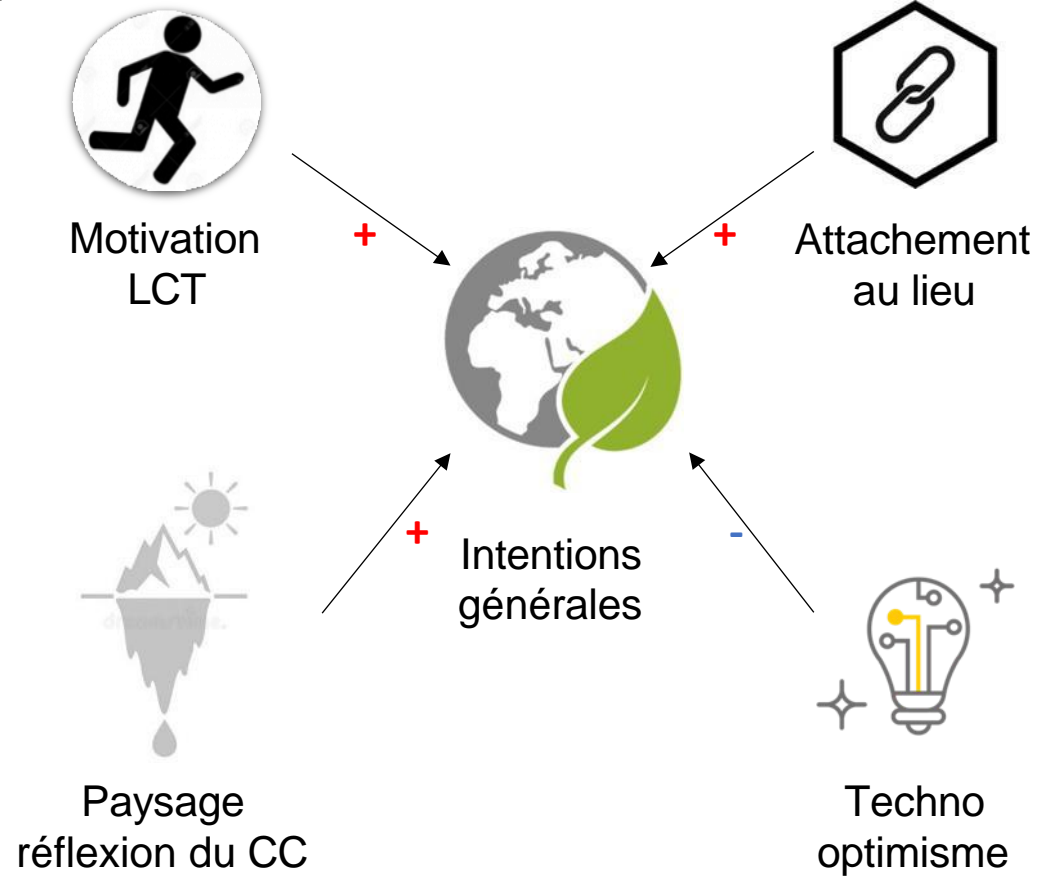 Motivation
LCT
+
+
Attachement
au lieu
+
Intentions
générales
-
Paysage
réflexion du CC
Techno
optimisme